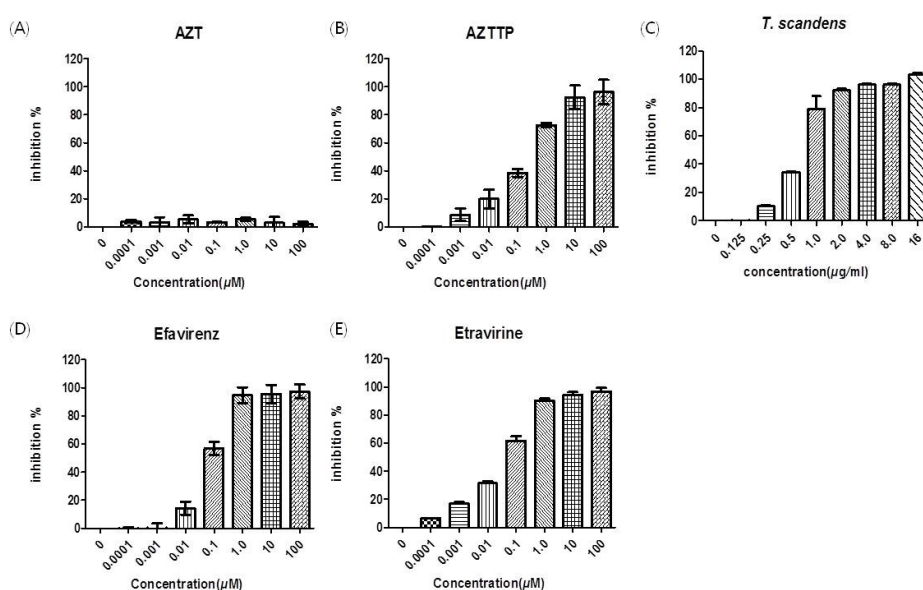 (A)
AZT
inhibition %
120
100
80
60
40
20
0
0 0.0001 0.001 0.01 0.1 1.0 10 100
Concentration(µM)
(B)
AZTTP
inhibition %
120
100
80
60
40
20
0
0 0.0001 0.001 0.01 0.1 1.0 10 100
Concentration(µM)
(C)
T. scandens
inhibition %
120
100
80
60
40
20
0
0 0.125 0.25 0.5 1.0 2.0 4.0 8.0 16
concentration(µg/ml)
(D)
Efavirenz
inhibition %
120
100
80
60
40
20
0
0 0.0001 0.001 0.01 0.1 1.0 10 100
Concentration(µM)
(E)
Etravirine
inhibition %
120
100
80
60
40
20
0
0 0.0001 0.001 0.01 0.1 1.0 10 100
Concentration(µM)